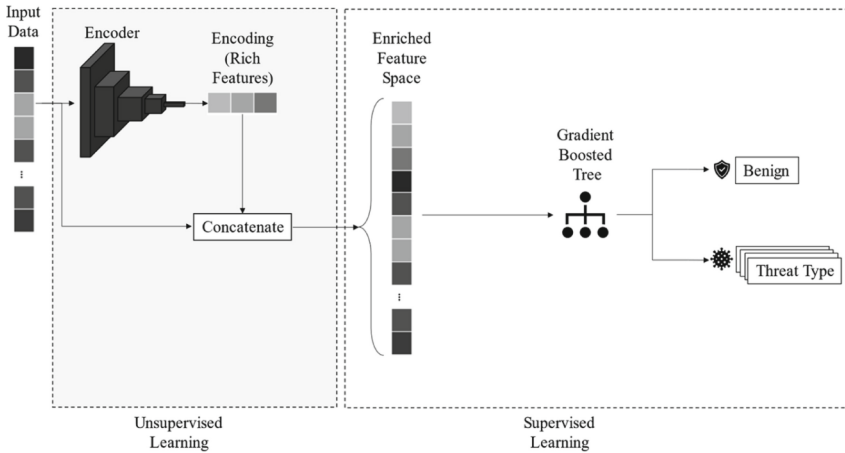 Input
Data
Encoder
Encoding
(Rich
Features)
Concatenate
Enriched
Feature
Space
Gradient
Boosted
Tree
Benign
Threat Type
Unsupervised
Learning
Supervised
Learning